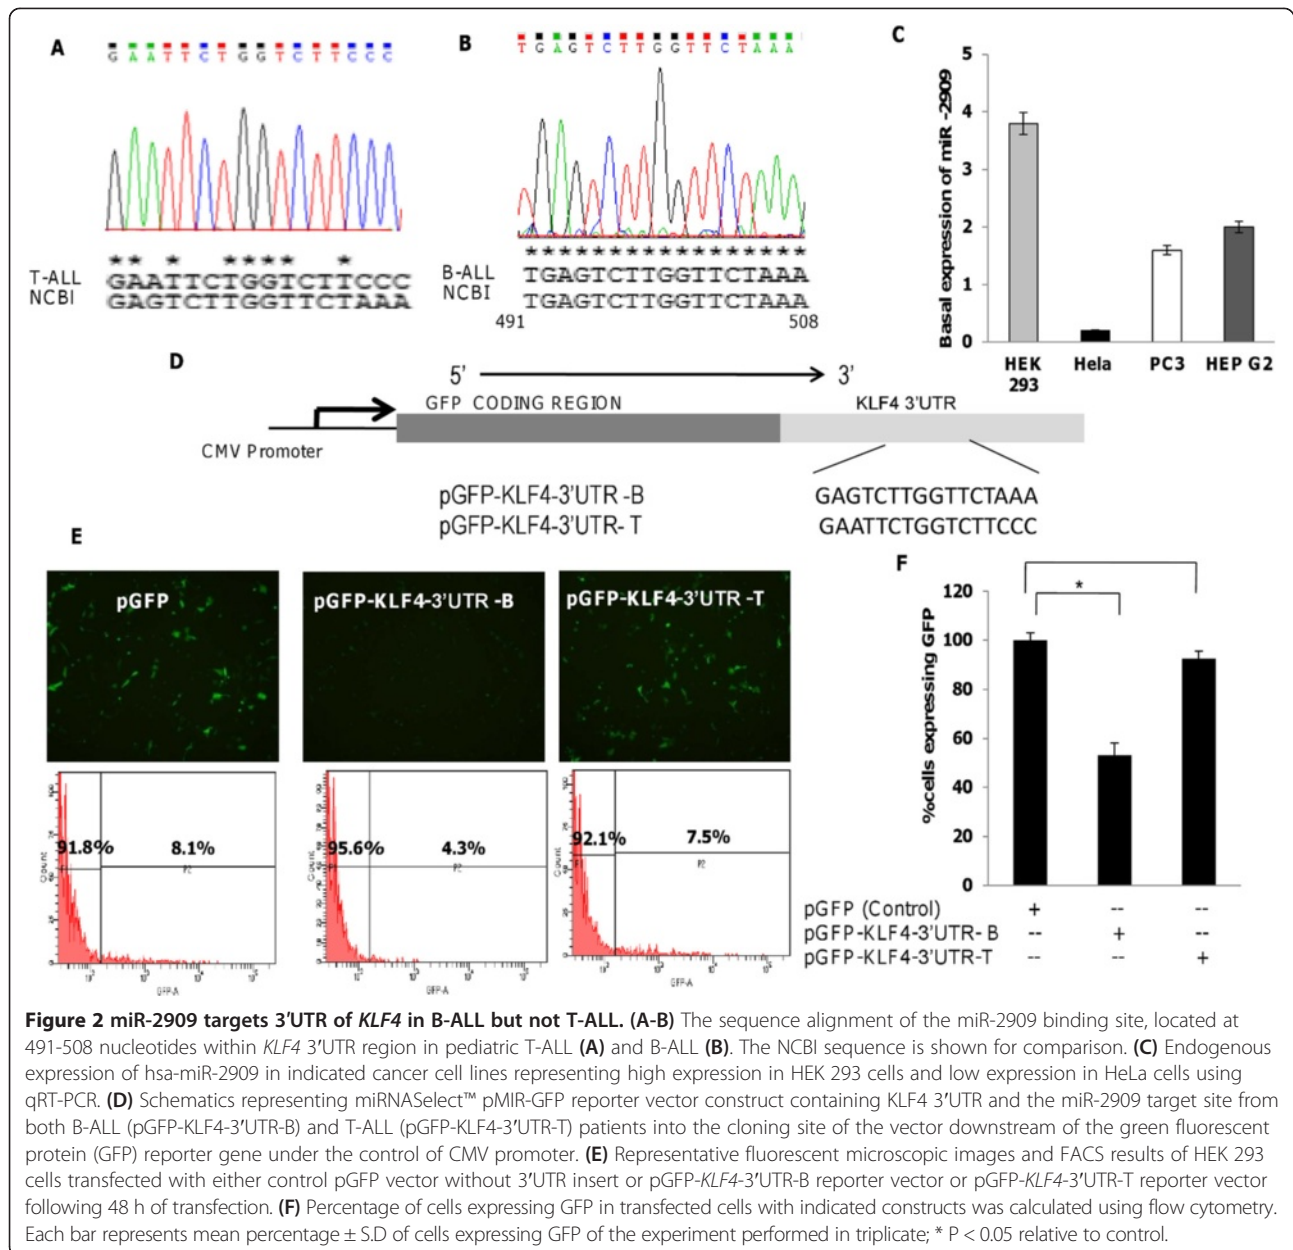 A
G A A T T C T G G T C T T C C C
T-ALL GAATTCTGGTCTTCCC
NCBI GAGTCTTGGTTCTAAA
B
T G A G T C T T G G T T C T A A A
B-ALL TGAGTCTTGGTTCTAAA
NCBI TGAGTCTTGGTTCTAAA
491 508
C
Basal expression of miR -2909
5
4
3
2
1
0
HEK 293 Hela PC3 HEP G2
D
5' 3'
GFP CODING REGION KLF4 3'UTR
CMV Promoter
pGFP-KLF4-3'UTR -B GAGTCTTGGTTCTAAA
pGFP-KLF4-3'UTR- T GAATTCTGGTCTTCCC
E
pGFP pGFP-KLF4-3'UTR -B pGFP-KLF4-3'UTR -T
91.8% 8.1% 95.6% 4.3% 92.1% 7.5%
P2 P2 P2
Count Count Count
GFP-A GFP-A GFP-A
F
*
%cells expressing GFP
120
100
80
60
40
20
0
pGFP (Control) + -- --
pGFP-KLF4-3'UTR- B -- + --
pGFP-KLF4-3'UTR-T -- -- +
Figure 2 miR-2909 targets 3'UTR of KLF4 in B-ALL but not T-ALL. (A-B) The sequence alignment of the miR-2909 binding site, located at
491-508 nucleotides within KLF4 3'UTR region in pediatric T-ALL (A) and B-ALL (B). The NCBI sequence is shown for comparison. (C) Endogenous
expression of hsa-miR-2909 in indicated cancer cell lines representing high expression in HEK 293 cells and low expression in HeLa cells using
qRT-PCR. (D) Schematics representing miRNASelect™ pMIR-GFP reporter vector construct containing KLF4 3'UTR and the miR-2909 target site from
both B-ALL (pGFP-KLF4-3'UTR-B) and T-ALL (pGFP-KLF4-3'UTR-T) patients into the cloning site of the vector downstream of the green fluorescent
protein (GFP) reporter gene under the control of CMV promoter. (E) Representative fluorescent microscopic images and FACS results of HEK 293
cells transfected with either control pGFP vector without 3'UTR insert or pGFP-KLF4-3'UTR-B reporter vector or pGFP-KLF4-3'UTR-T reporter vector
following 48 h of transfection. (F) Percentage of cells expressing GFP in transfected cells with indicated constructs was calculated using flow cytometry.
Each bar represents mean percentage ± S.D of cells expressing GFP of the experiment performed in triplicate; * P < 0.05 relative to control.